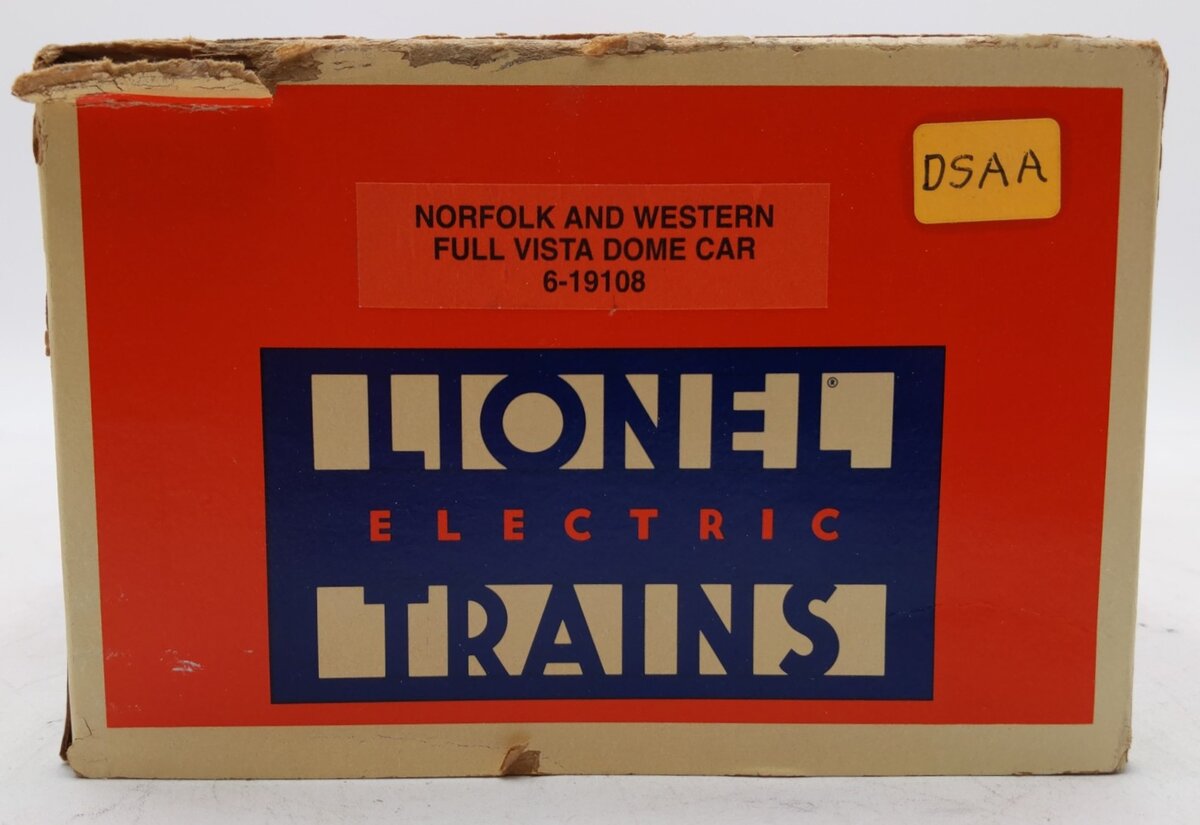 DSAA
NORFOLK AND WESTERN
FULL VISTA DOME CAR
6-19108
LIONEL®
ELECTRIC
TRAINS